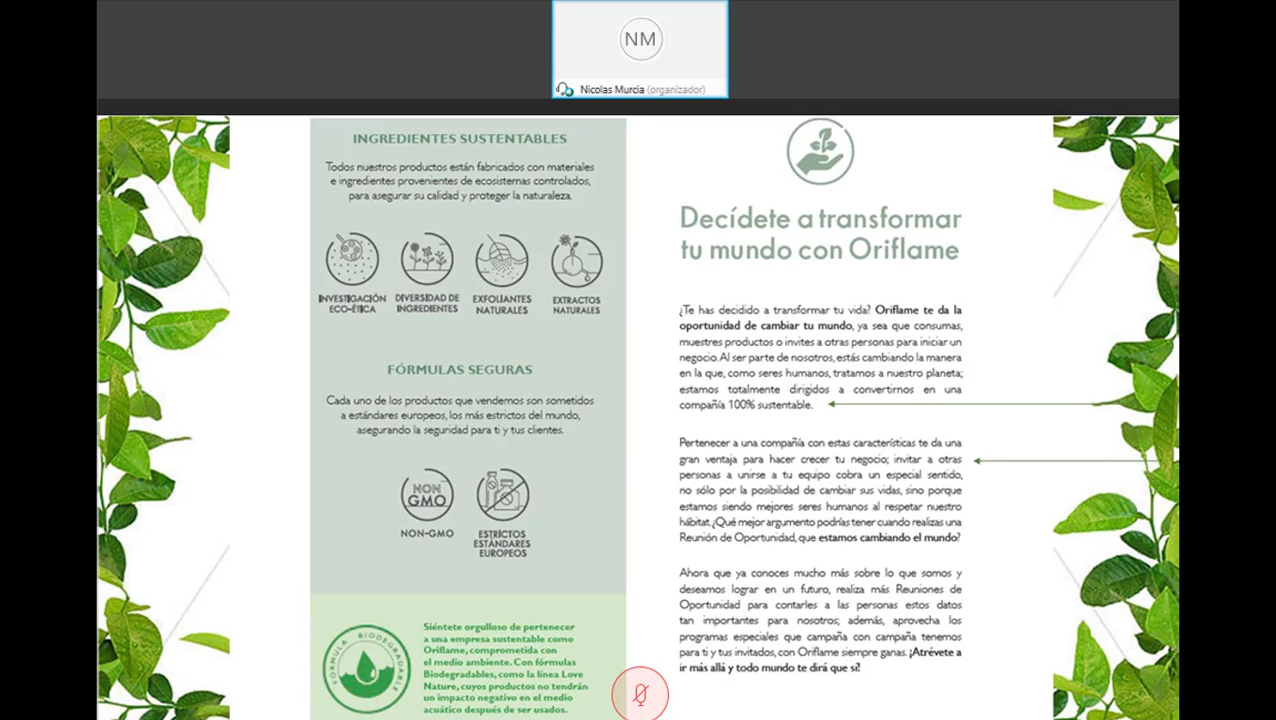 NM
Nicolas Murcia (organizador)
INGREDIENTES SUSTENTABLES
Todos nuestros productos están fabricados con materiales
e ingredientes provenientes de ecosistemas controlados,
para asegurar su calidad y proteger la naturaleza.
INVESTIGACIÓN
ECO-ÉTICA
DIVERSIDAD DE
INGREDIENTES
EXFOLIANTES
NATURALES
EXTRACTOS
NATURALES
FÓRMULAS SEGURAS
Cada uno de los productos que vendemos son sometidos
a estándares europeos, los más estrictos del mundo,
asegurando la seguridad para ti y tus clientes.
NON
GMO
NON-GMO
ESTRICTOS
ESTÁNDARES
EUROPEOS
FORMULA BIODEGRADABLE
Siéntete orgulloso de pertenecer
a una empresa sustentable como
Oriflame, comprometida con
el medio ambiente. Con fórmulas
Biodegradables, como la línea Love
Nature, cuyos productos no tendrán
un impacto negativo en el medio
acuático después de ser usados.
Decídete a transformar
tu mundo con Oriflame
¿Te has decidido a transformar tu vida? Oriflame te da la
oportunidad de cambiar tu mundo, ya sea que consumas,
muestres productos o invites a otras personas para iniciar un
negocio. Al ser parte de nosotros, estás cambiando la manera
en la que, como seres humanos, tratamos a nuestro planeta;
estamos totalmente dirigidos a convertirnos en una
compañía 100% sustentable.
Pertenecer a una compañía con estas características te da una
gran ventaja para hacer crecer tu negocio; invitar a otras
personas a unirse a tu equipo cobra un especial sentido,
no sólo por la posibilidad de cambiar sus vidas, sino porque
estamos siendo mejores seres humanos al respetar nuestro
hábitat. ¿Qué mejor argumento podrías tener cuando realizas una
Reunión de Oportunidad, que estamos cambiando el mundo?
Ahora que ya conoces mucho más sobre lo que somos y
deseamos lograr en un futuro, realiza más Reuniones de
Oportunidad para contarles a las personas estos datos
tan importantes para nosotros; además, aprovecha los
programas especiales que campaña con campaña tenemos
para ti y tus invitados, con Oriflame siempre ganas. ¡Atrévete a
ir más allá y todo mundo te dirá que sí!